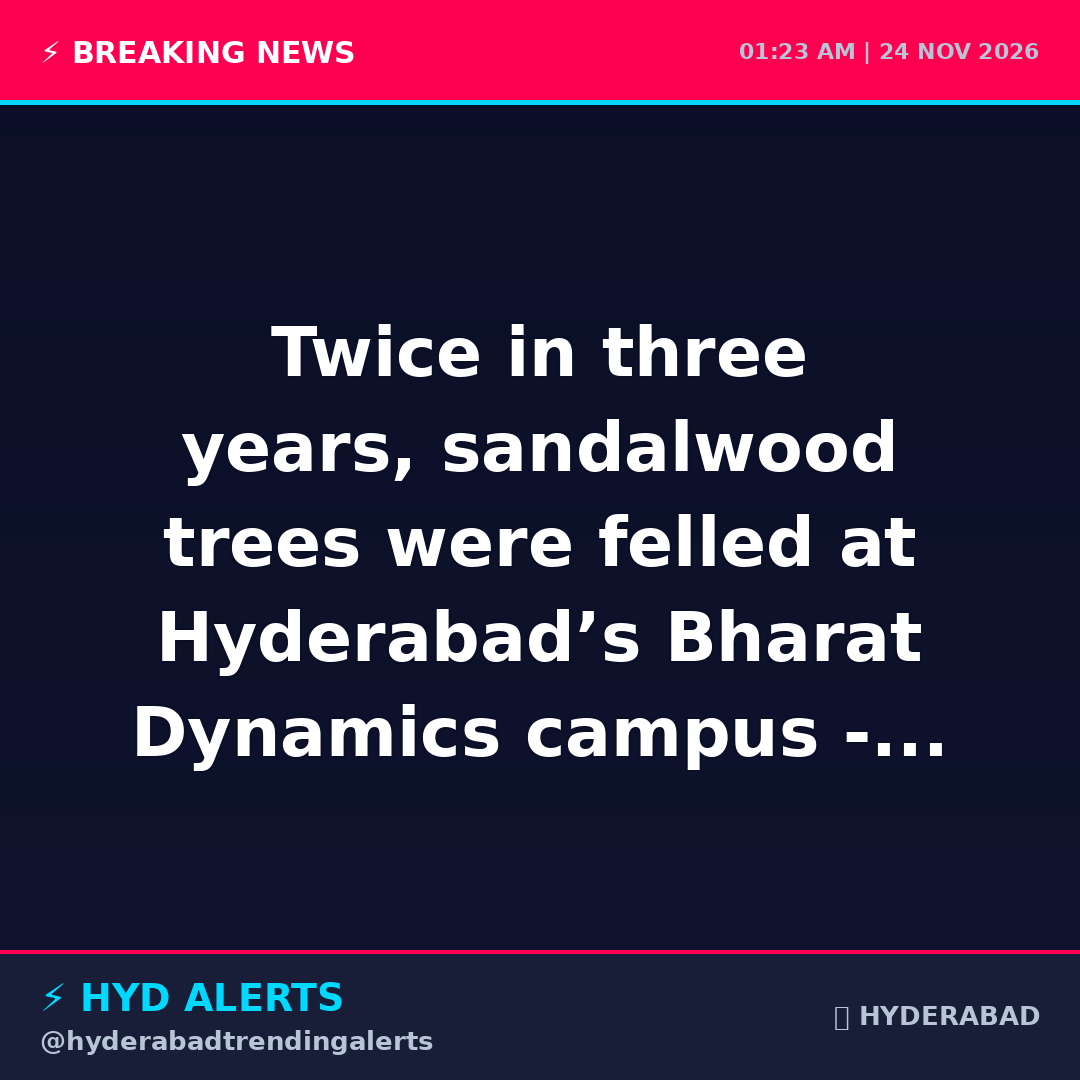 ⚡ BREAKING NEWS
01:23 AM | 24 NOV 2026
Twice in three
years, sandalwood
trees were felled at
Hyderabad’s Bharat
Dynamics campus -...
⚡ HYD ALERTS
@hyderabadtrendingalerts
HYDERABAD